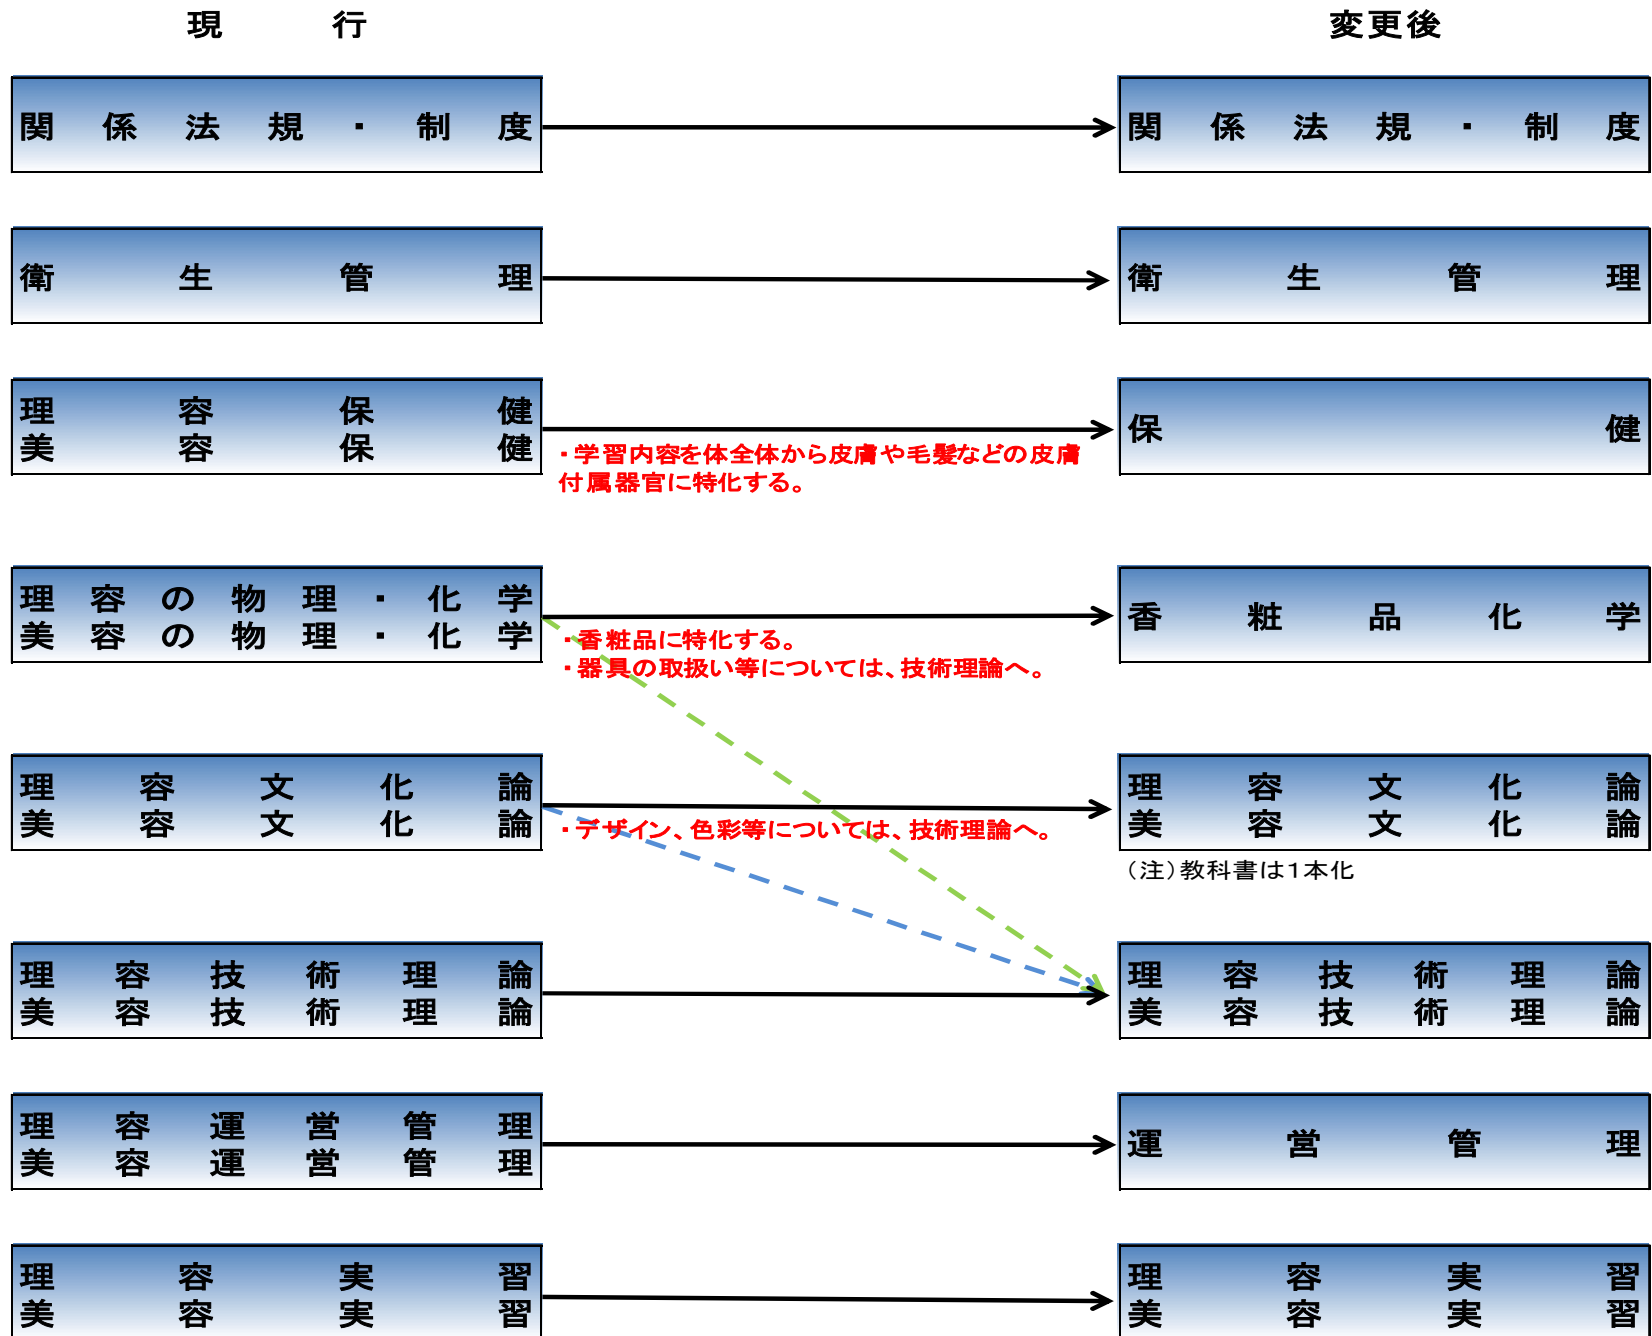 現　行
変更後
関係法規・制度
関係法規・制度
衛生管理
衛生管理
理容保健
美容保健
保健
・学習内容を体全体から皮膚や毛髪などの皮膚
付属器官に特化する。
理容の物理・化学
美容の物理・化学
香粧品化学
・香粧品に特化する。
・器具の取扱い等については、技術理論へ。
理容文化論
美容文化論
理容文化論
美容文化論
・デザイン、色彩等については、技術理論へ。
（注）教科書は1本化
理容技術理論
美容技術理論
理容技術理論
美容技術理論
理容運営管理
美容運営管理
運営管理
理容実習
美容実習
理容実習
美容実習